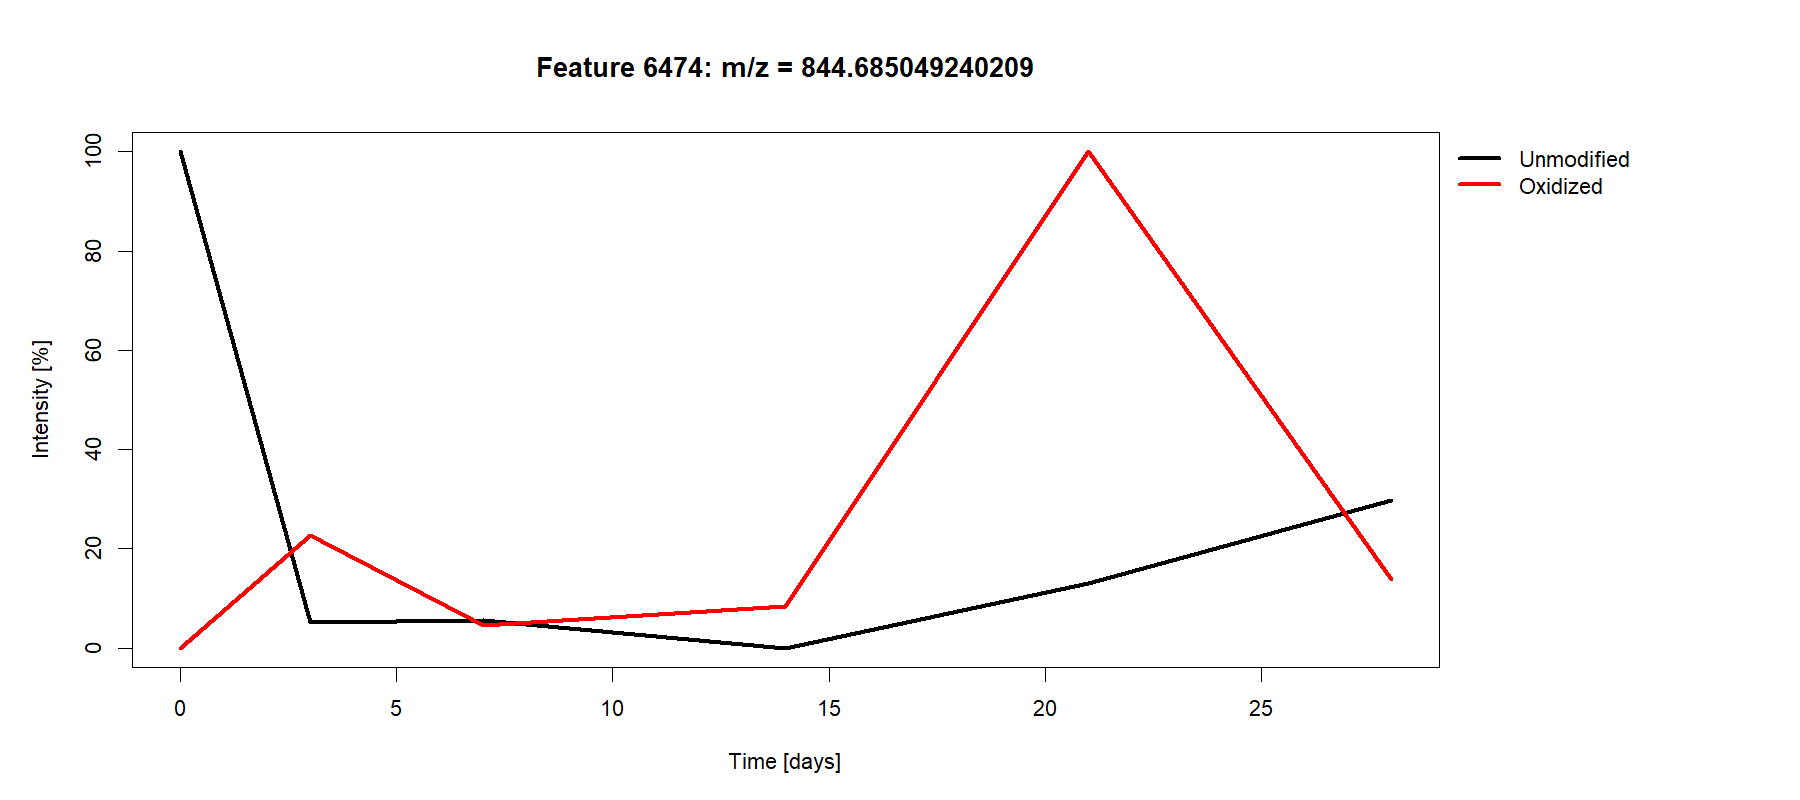 Feature 6474: m/z = 844.685049240209
Unmodified
Oxidized
Intensity [%]
100
80
60
40
20
0
0 5 10 15 20 25
Time [days]